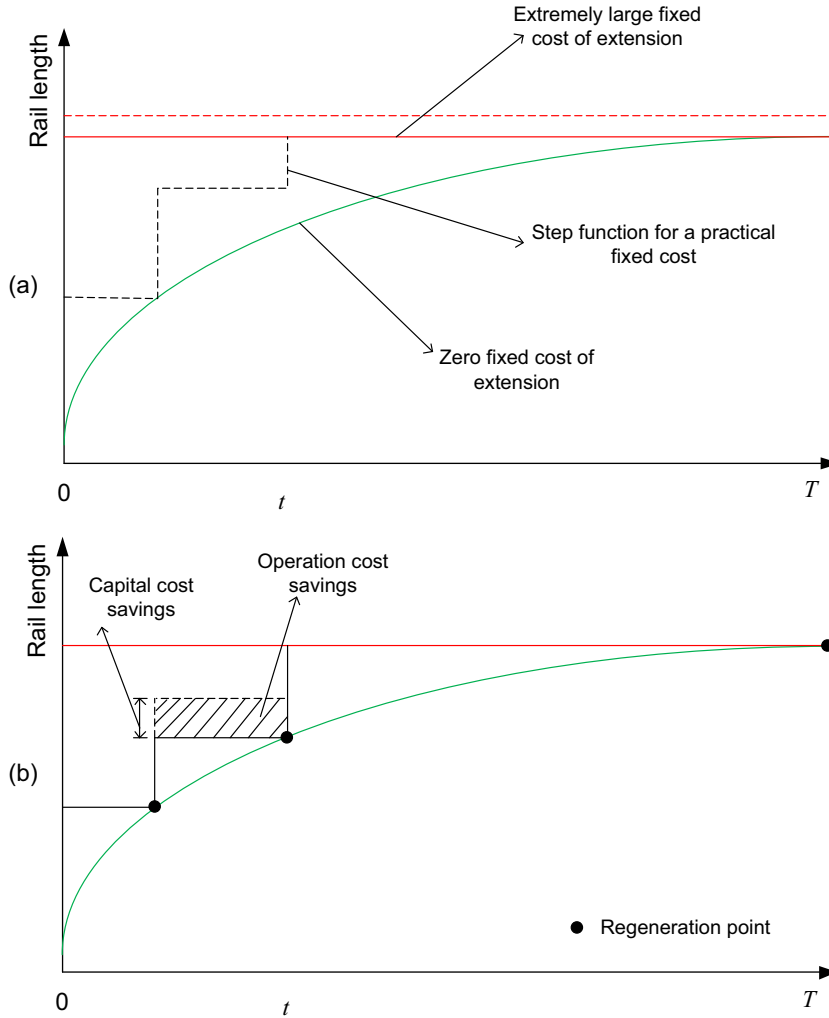 Extremely large fixed
cost of extension
Rail length
Step function for a practical
fixed cost
(a)
Zero fixed cost of
extension
0
t
T
Operation cost
savings
Capital cost
savings
Rail length
(b)
Regeneration point
0
t
T